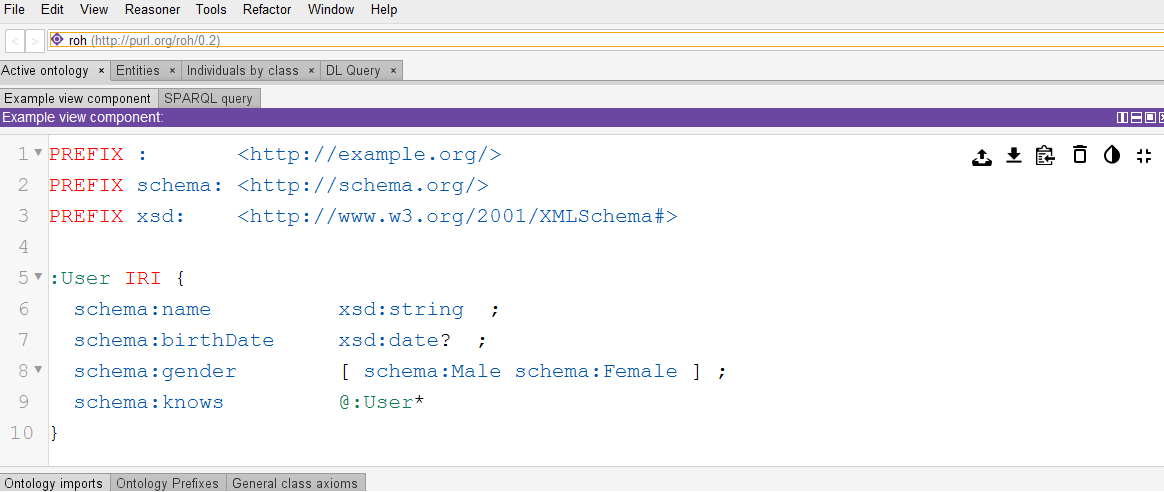 File Edit View Reasoner Tools Refactor Window Help
< > roh (http://purl.org/roh/0.2)
Active ontology × Entities × Individuals by class × DL Query ×
Example view component SPARQL query
Example view component:
1 PREFIX : <http://example.org/>
2 PREFIX schema: <http://schema.org/>
3 PREFIX xsd: <http://www.w3.org/2001/XMLSchema#>
4
5 :User IRI {
6 schema:name xsd:string ;
7 schema:birthDate xsd:date? ;
8 schema:gender [ schema:Male schema:Female ] ;
9 schema:knows @:User*
10 }
Ontology imports Ontology Prefixes General class axioms